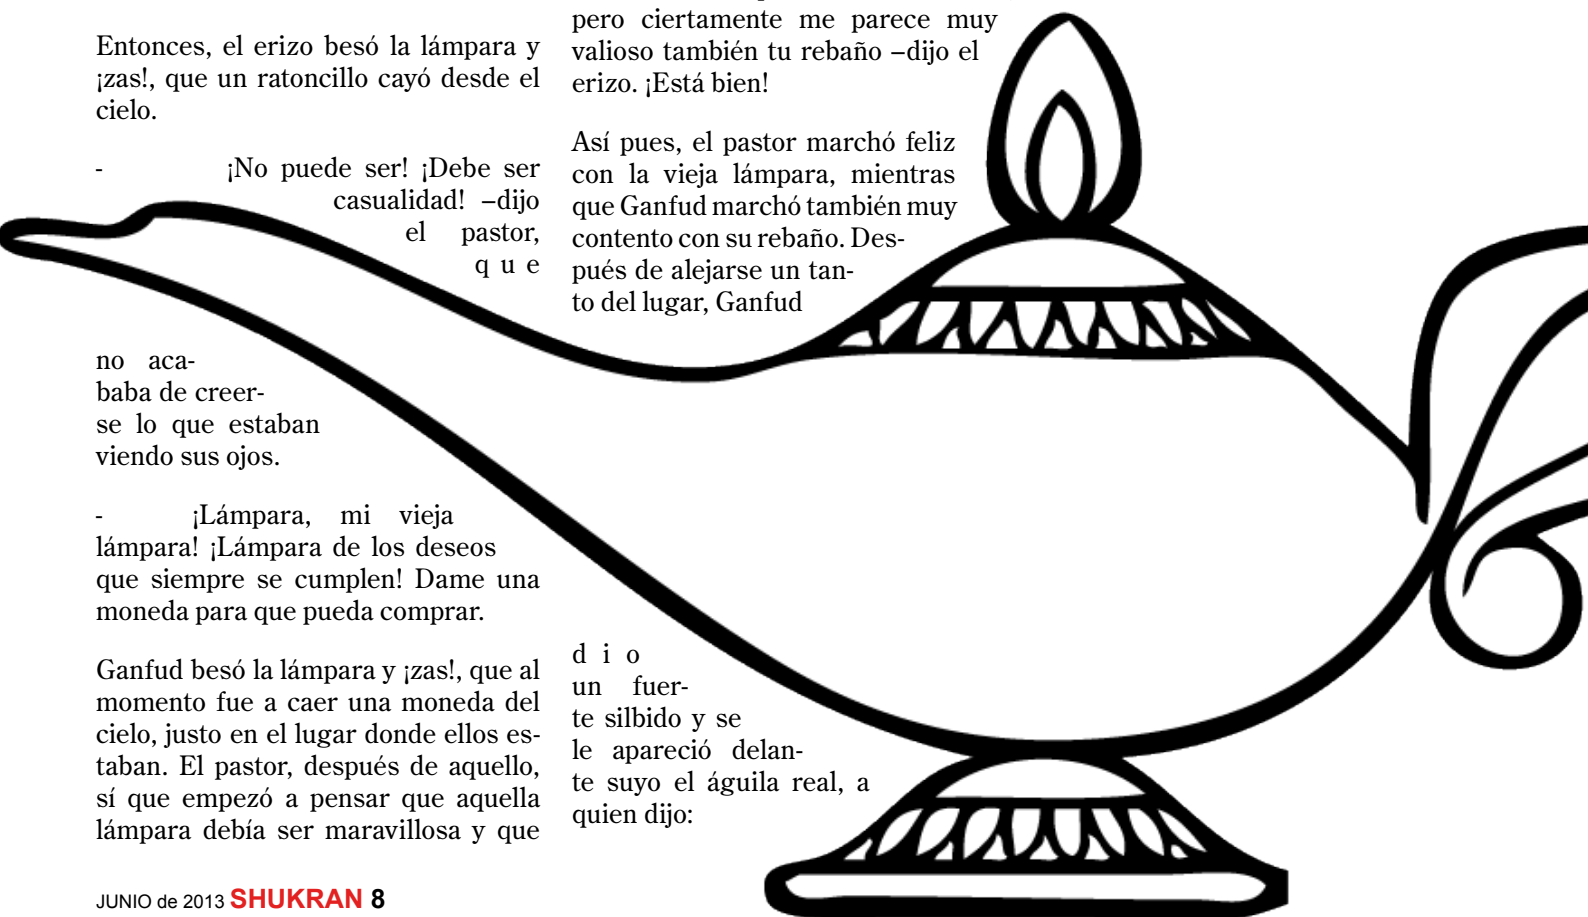 Entonces, el erizo besó la lámpara y
¡zas!, que un ratoncillo cayó desde el
cielo.
- ¡No puede ser! ¡Debe ser
casualidad! –dijo
el pastor,
q u e
no aca-
baba de creer-
se lo que estaban
viendo sus ojos.
- ¡Lámpara, mi vieja
lámpara! ¡Lámpara de los deseos
que siempre se cumplen! Dame una
moneda para que pueda comprar.
Ganfud besó la lámpara y ¡zas!, que al
momento fue a caer una moneda del
cielo, justo en el lugar donde ellos es-
taban. El pastor, después de aquello,
sí que empezó a pensar que aquella
lámpara debía ser maravillosa y que
pero ciertamente me parece muy
valioso también tu rebaño –dijo el
erizo. ¡Está bien!
Así pues, el pastor marchó feliz
con la vieja lámpara, mientras
que Ganfud marchó también muy
contento con su rebaño. Des-
pués de alejarse un tan-
to del lugar, Ganfud
d i o
un fuer-
te silbido y se
le apareció delan-
te suyo el águila real, a
quien dijo:
JUNIO de 2013 SHUKRAN 8